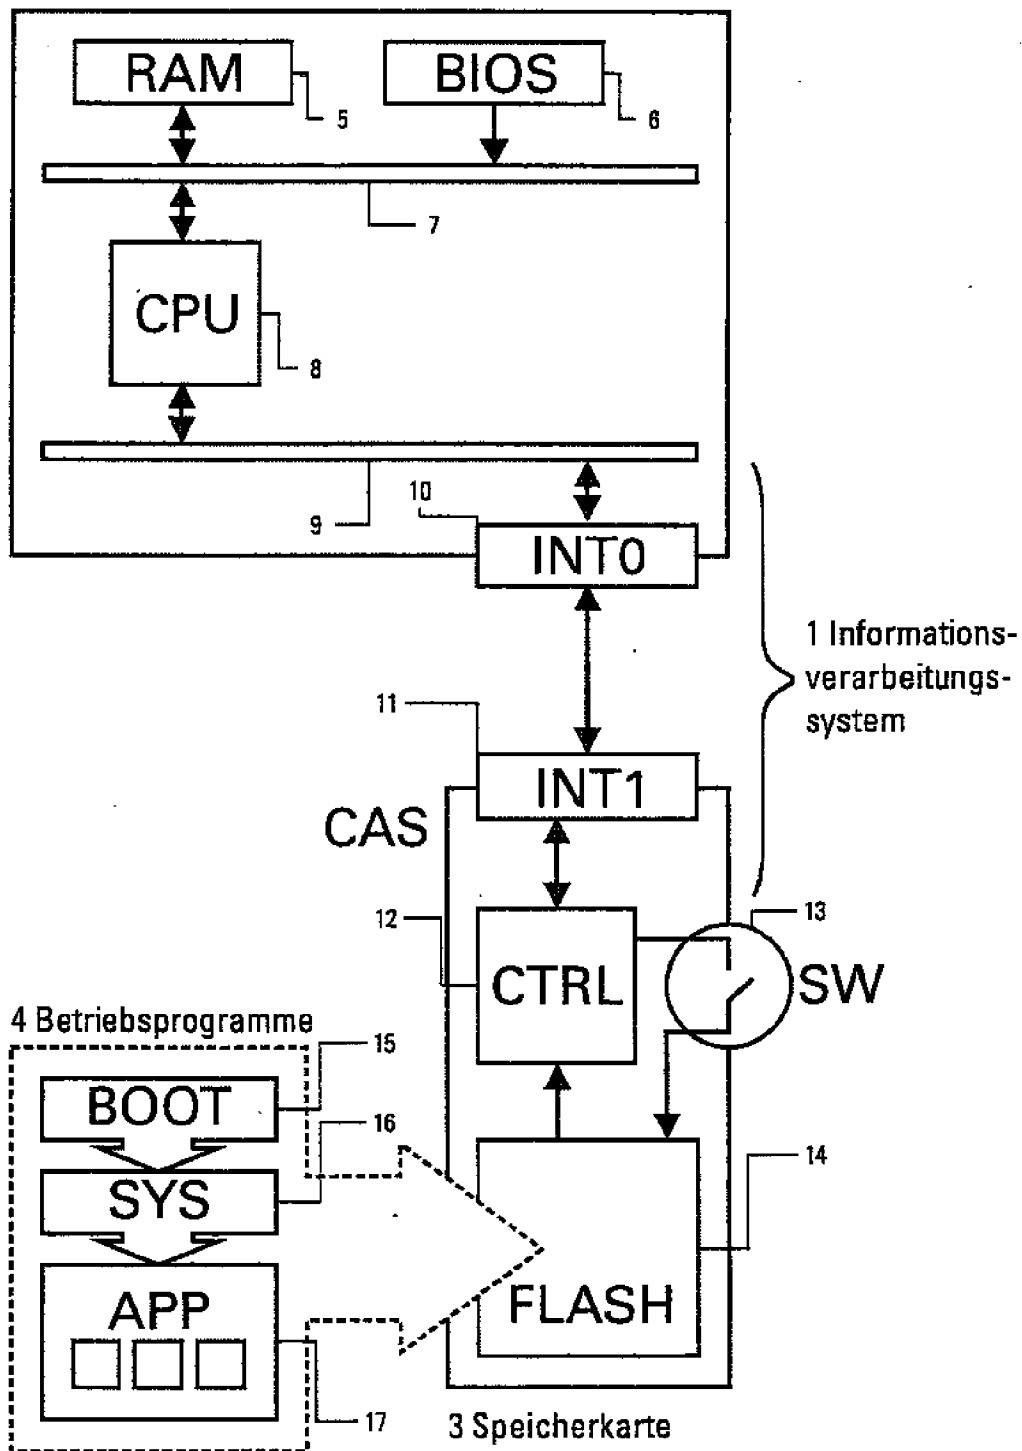 RAM
BIOS
5
6
7
CPU
8
10
9
INT0
1 Informations-
verarbeitungs-
system
11
INT1
CAS
12
13
CTRL
SW
4 Betriebsprogramme
15
BOOT
16
14
SYS
APP
FLASH
17
3 Speicherkarte